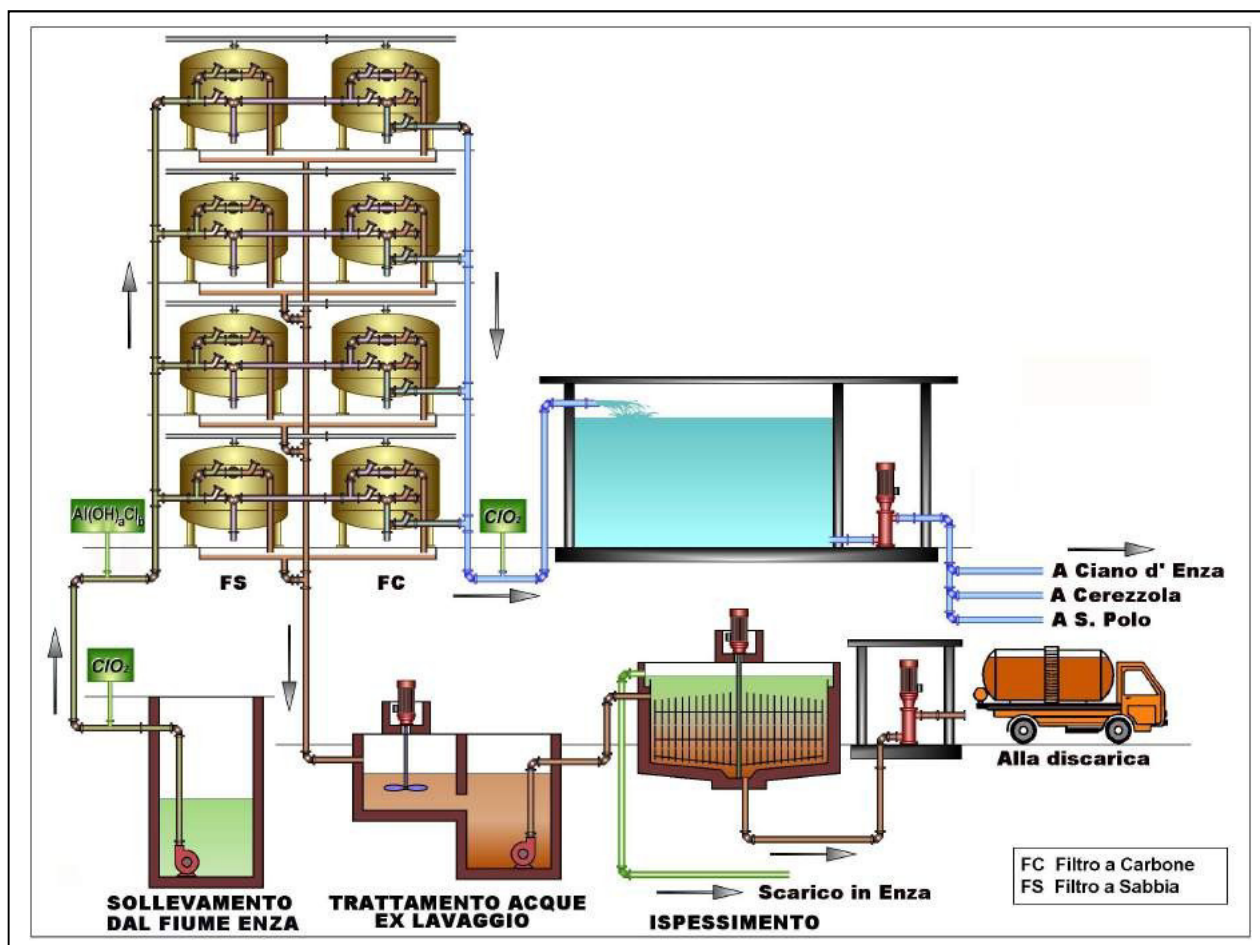 Al(OH)aClb
ClO₂
FS
FC
A Ciano d' Enza
A Cerezzola
A S. Polo
ClO₂
Alla discarica
SOLLEVAMENTO
DAL FIUME ENZA
TRATTAMENTO ACQUE
EX LAVAGGIO
ISPESSIMENTO
Scarico in Enza
FC Filtro a Carbone
FS Filtro a Sabbia